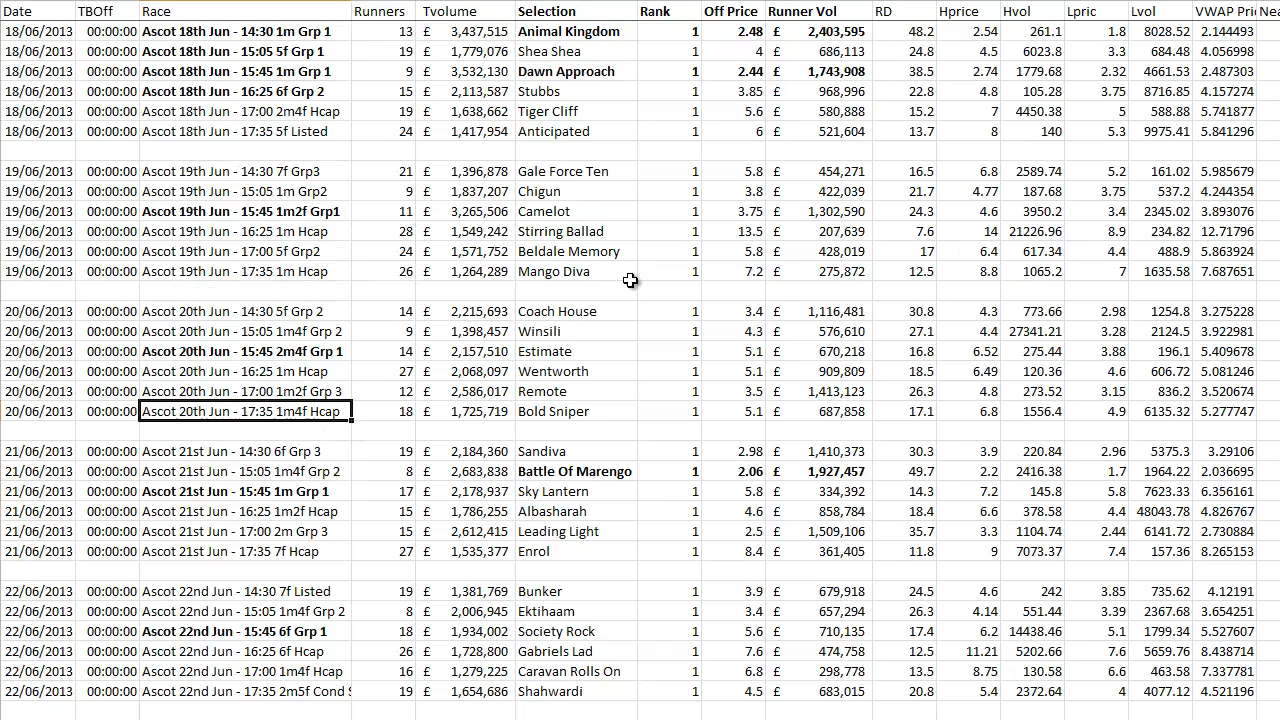 Date TBOff Race Runners Tvolume Selection Rank Off Price Runner Vol RD Hprice Hvol Lpric Lvol VWAP Pric Nea
18/06/2013 00:00:00 Ascot 18th Jun - 14:30 1m Grp 1 13 £ 3,437,515 Animal Kingdom 1 2.48 £ 2,403,595 48.2 2.54 261.1 1.8 8028.52 2.144493
18/06/2013 00:00:00 Ascot 18th Jun - 15:05 5f Grp 1 19 £ 1,779,076 Shea Shea 1 4 £ 686,113 24.8 4.5 6023.8 3.3 684.48 4.056998
18/06/2013 00:00:00 Ascot 18th Jun - 15:45 1m Grp 1 9 £ 3,532,130 Dawn Approach 1 2.44 £ 1,743,908 38.5 2.74 1779.68 2.32 4661.53 2.487303
18/06/2013 00:00:00 Ascot 18th Jun - 16:25 6f Grp 2 15 £ 2,113,587 Stubbs 1 3.85 £ 968,996 22.8 4.8 105.28 3.75 8716.85 4.157274
18/06/2013 00:00:00 Ascot 18th Jun - 17:00 2m4f Hcap 19 £ 1,638,662 Tiger Cliff 1 5.6 £ 580,888 15.2 7 4450.38 5 588.88 5.741877
18/06/2013 00:00:00 Ascot 18th Jun - 17:35 5f Listed 24 £ 1,417,954 Anticipated 1 6 £ 521,604 13.7 8 140 5.3 9975.41 5.841296
19/06/2013 00:00:00 Ascot 19th Jun - 14:30 7f Grp3 21 £ 1,396,878 Gale Force Ten 1 5.8 £ 454,271 16.5 6.8 2589.74 5.2 161.02 5.985679
19/06/2013 00:00:00 Ascot 19th Jun - 15:05 1m Grp2 9 £ 1,837,207 Chigun 1 3.8 £ 422,039 21.7 4.77 187.68 3.75 537.2 4.244354
19/06/2013 00:00:00 Ascot 19th Jun - 15:45 1m2f Grp1 11 £ 3,265,506 Camelot 1 3.75 £ 1,302,590 24.3 4.6 3950.2 3.4 2345.02 3.893076
19/06/2013 00:00:00 Ascot 19th Jun - 16:25 1m Hcap 28 £ 1,549,242 Stirring Ballad 1 13.5 £ 207,639 7.6 14 21226.96 8.9 234.82 12.71796
19/06/2013 00:00:00 Ascot 19th Jun - 17:00 5f Grp2 24 £ 1,571,752 Beldale Memory 1 5.8 £ 428,019 17 6.4 617.34 4.4 488.9 5.863924
19/06/2013 00:00:00 Ascot 19th Jun - 17:35 1m Hcap 26 £ 1,264,289 Mango Diva 1 7.2 £ 275,872 12.5 8.8 1065.2 7 1635.58 7.687651
20/06/2013 00:00:00 Ascot 20th Jun - 14:30 5f Grp 2 14 £ 2,215,693 Coach House 1 3.4 £ 1,116,481 30.8 4.3 773.66 2.98 1254.8 3.275228
20/06/2013 00:00:00 Ascot 20th Jun - 15:05 1m4f Grp 2 9 £ 1,398,457 Winsili 1 4.3 £ 576,610 27.1 4.4 27341.21 3.28 2124.5 3.922981
20/06/2013 00:00:00 Ascot 20th Jun - 15:45 2m4f Grp 1 14 £ 2,157,510 Estimate 1 5.1 £ 670,218 16.8 6.52 275.44 3.88 196.1 5.409678
20/06/2013 00:00:00 Ascot 20th Jun - 16:25 1m Hcap 27 £ 2,068,097 Wentworth 1 5.1 £ 909,809 18.5 6.49 120.36 4.6 606.72 5.081246
20/06/2013 00:00:00 Ascot 20th Jun - 17:00 1m2f Grp 3 12 £ 2,586,017 Remote 1 3.5 £ 1,413,123 26.3 4.8 273.52 3.15 836.2 3.520674
20/06/2013 00:00:00 Ascot 20th Jun - 17:35 1m4f Hcap 18 £ 1,725,719 Bold Sniper 1 5.1 £ 687,858 17.1 6.8 1556.4 4.9 6135.32 5.277747
21/06/2013 00:00:00 Ascot 21st Jun - 14:30 6f Grp 3 19 £ 2,184,360 Sandiva 1 2.98 £ 1,410,373 30.3 3.9 220.84 2.96 5375.3 3.29106
21/06/2013 00:00:00 Ascot 21st Jun - 15:05 1m4f Grp 2 8 £ 2,683,838 Battle Of Marengo 1 2.06 £ 1,927,457 49.7 2.2 2416.38 1.7 1964.22 2.036695
21/06/2013 00:00:00 Ascot 21st Jun - 15:45 1m Grp 1 17 £ 2,178,937 Sky Lantern 1 5.8 £ 334,392 14.3 7.2 145.8 5.8 7623.33 6.356161
21/06/2013 00:00:00 Ascot 21st Jun - 16:25 1m2f Hcap 15 £ 1,786,255 Albasharah 1 4.6 £ 858,784 18.4 6.6 378.58 4.4 48043.78 4.826767
21/06/2013 00:00:00 Ascot 21st Jun - 17:00 2m Grp 3 15 £ 2,612,415 Leading Light 1 2.5 £ 1,509,106 35.7 3.3 1104.74 2.44 6141.72 2.730884
21/06/2013 00:00:00 Ascot 21st Jun - 17:35 7f Hcap 27 £ 1,535,377 Enrol 1 8.4 £ 361,405 11.8 9 7073.37 7.4 157.36 8.265153
22/06/2013 00:00:00 Ascot 22nd Jun - 14:30 7f Listed 19 £ 1,381,769 Bunker 1 3.9 £ 679,918 24.5 4.6 242 3.85 735.62 4.12191
22/06/2013 00:00:00 Ascot 22nd Jun - 15:05 1m4f Grp 2 8 £ 2,006,945 Ektihaam 1 3.4 £ 657,294 26.3 4.14 551.44 3.39 2367.68 3.654251
22/06/2013 00:00:00 Ascot 22nd Jun - 15:45 6f Grp 1 18 £ 1,934,002 Society Rock 1 5.6 £ 710,135 17.4 6.2 14438.46 5.1 1799.34 5.527607
22/06/2013 00:00:00 Ascot 22nd Jun - 16:25 6f Hcap 26 £ 1,728,800 Gabriels Lad 1 7.6 £ 474,758 12.5 11.21 5202.66 7.6 5659.76 8.438714
22/06/2013 00:00:00 Ascot 22nd Jun - 17:00 1m4f Hcap 16 £ 1,279,225 Caravan Rolls On 1 6.8 £ 298,778 13.5 8.75 130.58 6.6 463.58 7.337781
22/06/2013 00:00:00 Ascot 22nd Jun - 17:35 2m5f Cond S 19 £ 1,654,686 Shahwardi 1 4.5 £ 683,015 20.8 5.4 2372.64 4 4077.12 4.521196